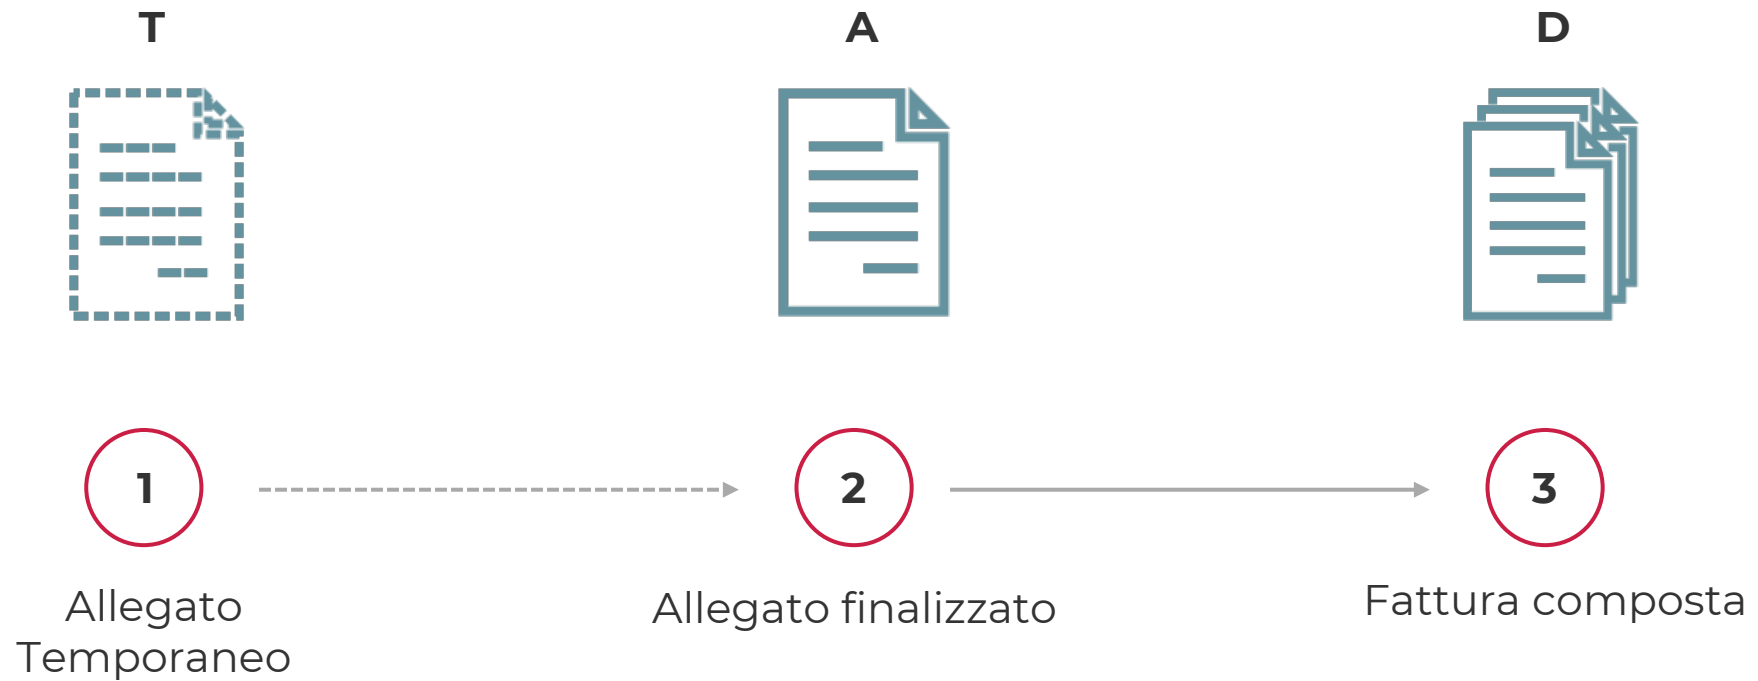 T
A
D
1
2
3
Allegato
Temporaneo
Allegato finalizzato
Fattura composta